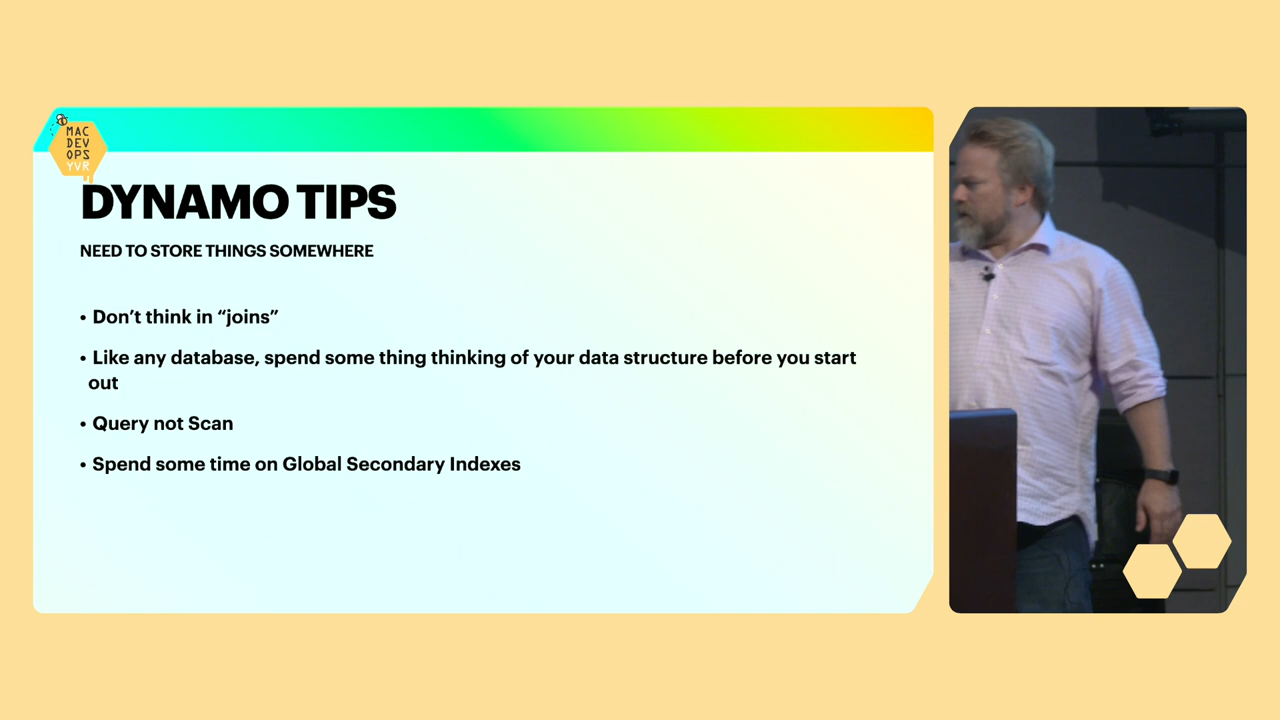 MAC
DEV
OPS
YVR
DYNAMO TIPS
NEED TO STORE THINGS SOMEWHERE
• Don’t think in “joins”
• Like any database, spend some thing thinking of your data structure before you start
out
• Query not Scan
• Spend some time on Global Secondary Indexes